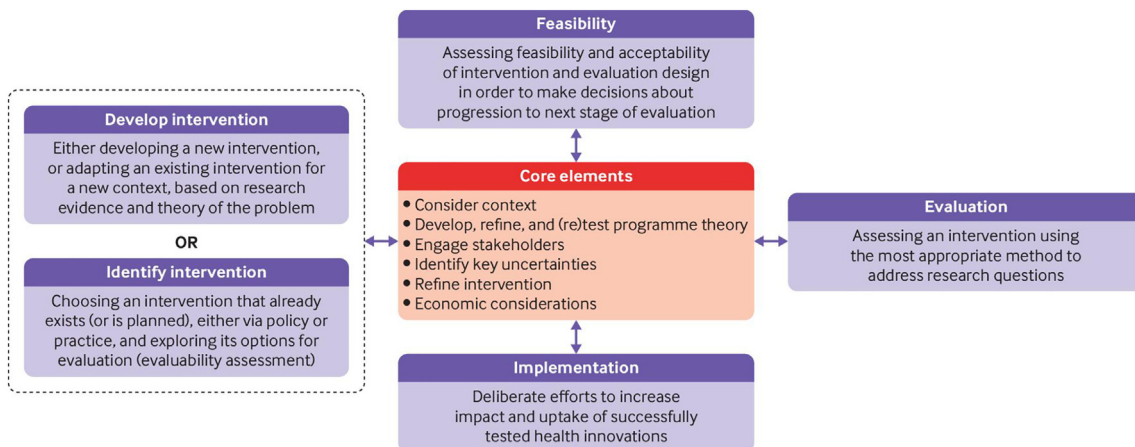 Feasibility
Assessing feasibility and acceptability
of intervention and evaluation design
in order to make decisions about
progression to next stage of evaluation
Develop intervention
Either developing a new intervention,
or adapting an existing intervention for
a new context, based on research
evidence and theory of the problem
OR
Identify intervention
Choosing an intervention that already
exists (or is planned), either via policy or
practice, and exploring its options for
evaluation (evaluability assessment)
Core elements
• Consider context
• Develop, refine, and (re)test programme theory
• Engage stakeholders
• Identify key uncertainties
• Refine intervention
• Economic considerations
Evaluation
Assessing an intervention using
the most appropriate method to
address research questions
Implementation
Deliberate efforts to increase
impact and uptake of successfully
tested health innovations